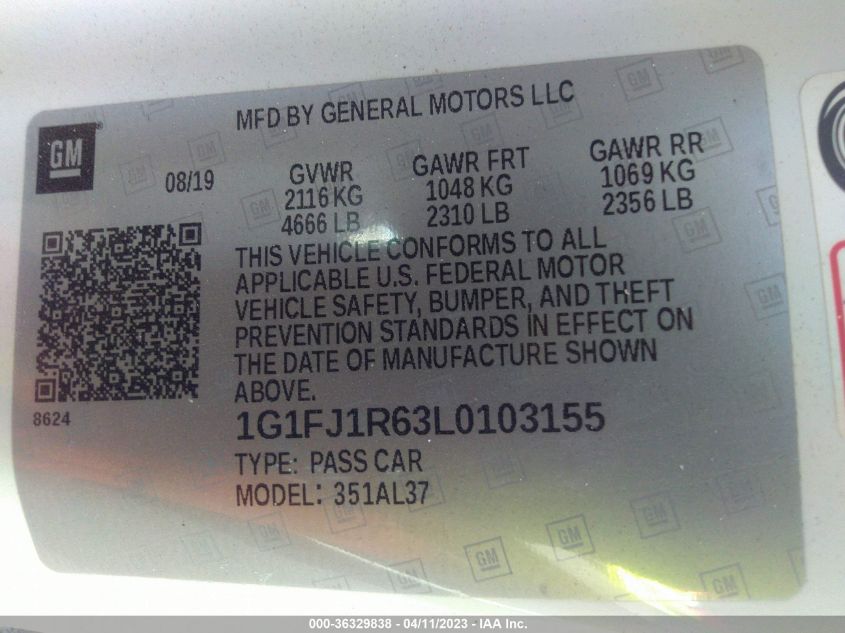 MFD BY GENERAL MOTORS LLC
GM
08/19
GVWR
2116 KG
4666 LB
GAWR FRT
1048 KG
2310 LB
GAWR RR
1069 KG
2356 LB
THIS VEHICLE CONFORMS TO ALL
APPLICABLE U.S. FEDERAL MOTOR
VEHICLE SAFETY, BUMPER, AND THEFT
PREVENTION STANDARDS IN EFFECT ON
THE DATE OF MANUFACTURE SHOWN
ABOVE.
8624
1G1FJ1R63L0103155
TYPE: PASS CAR
MODEL: 351AL37
000-36329838 - 04/11/2023 - IAA Inc.